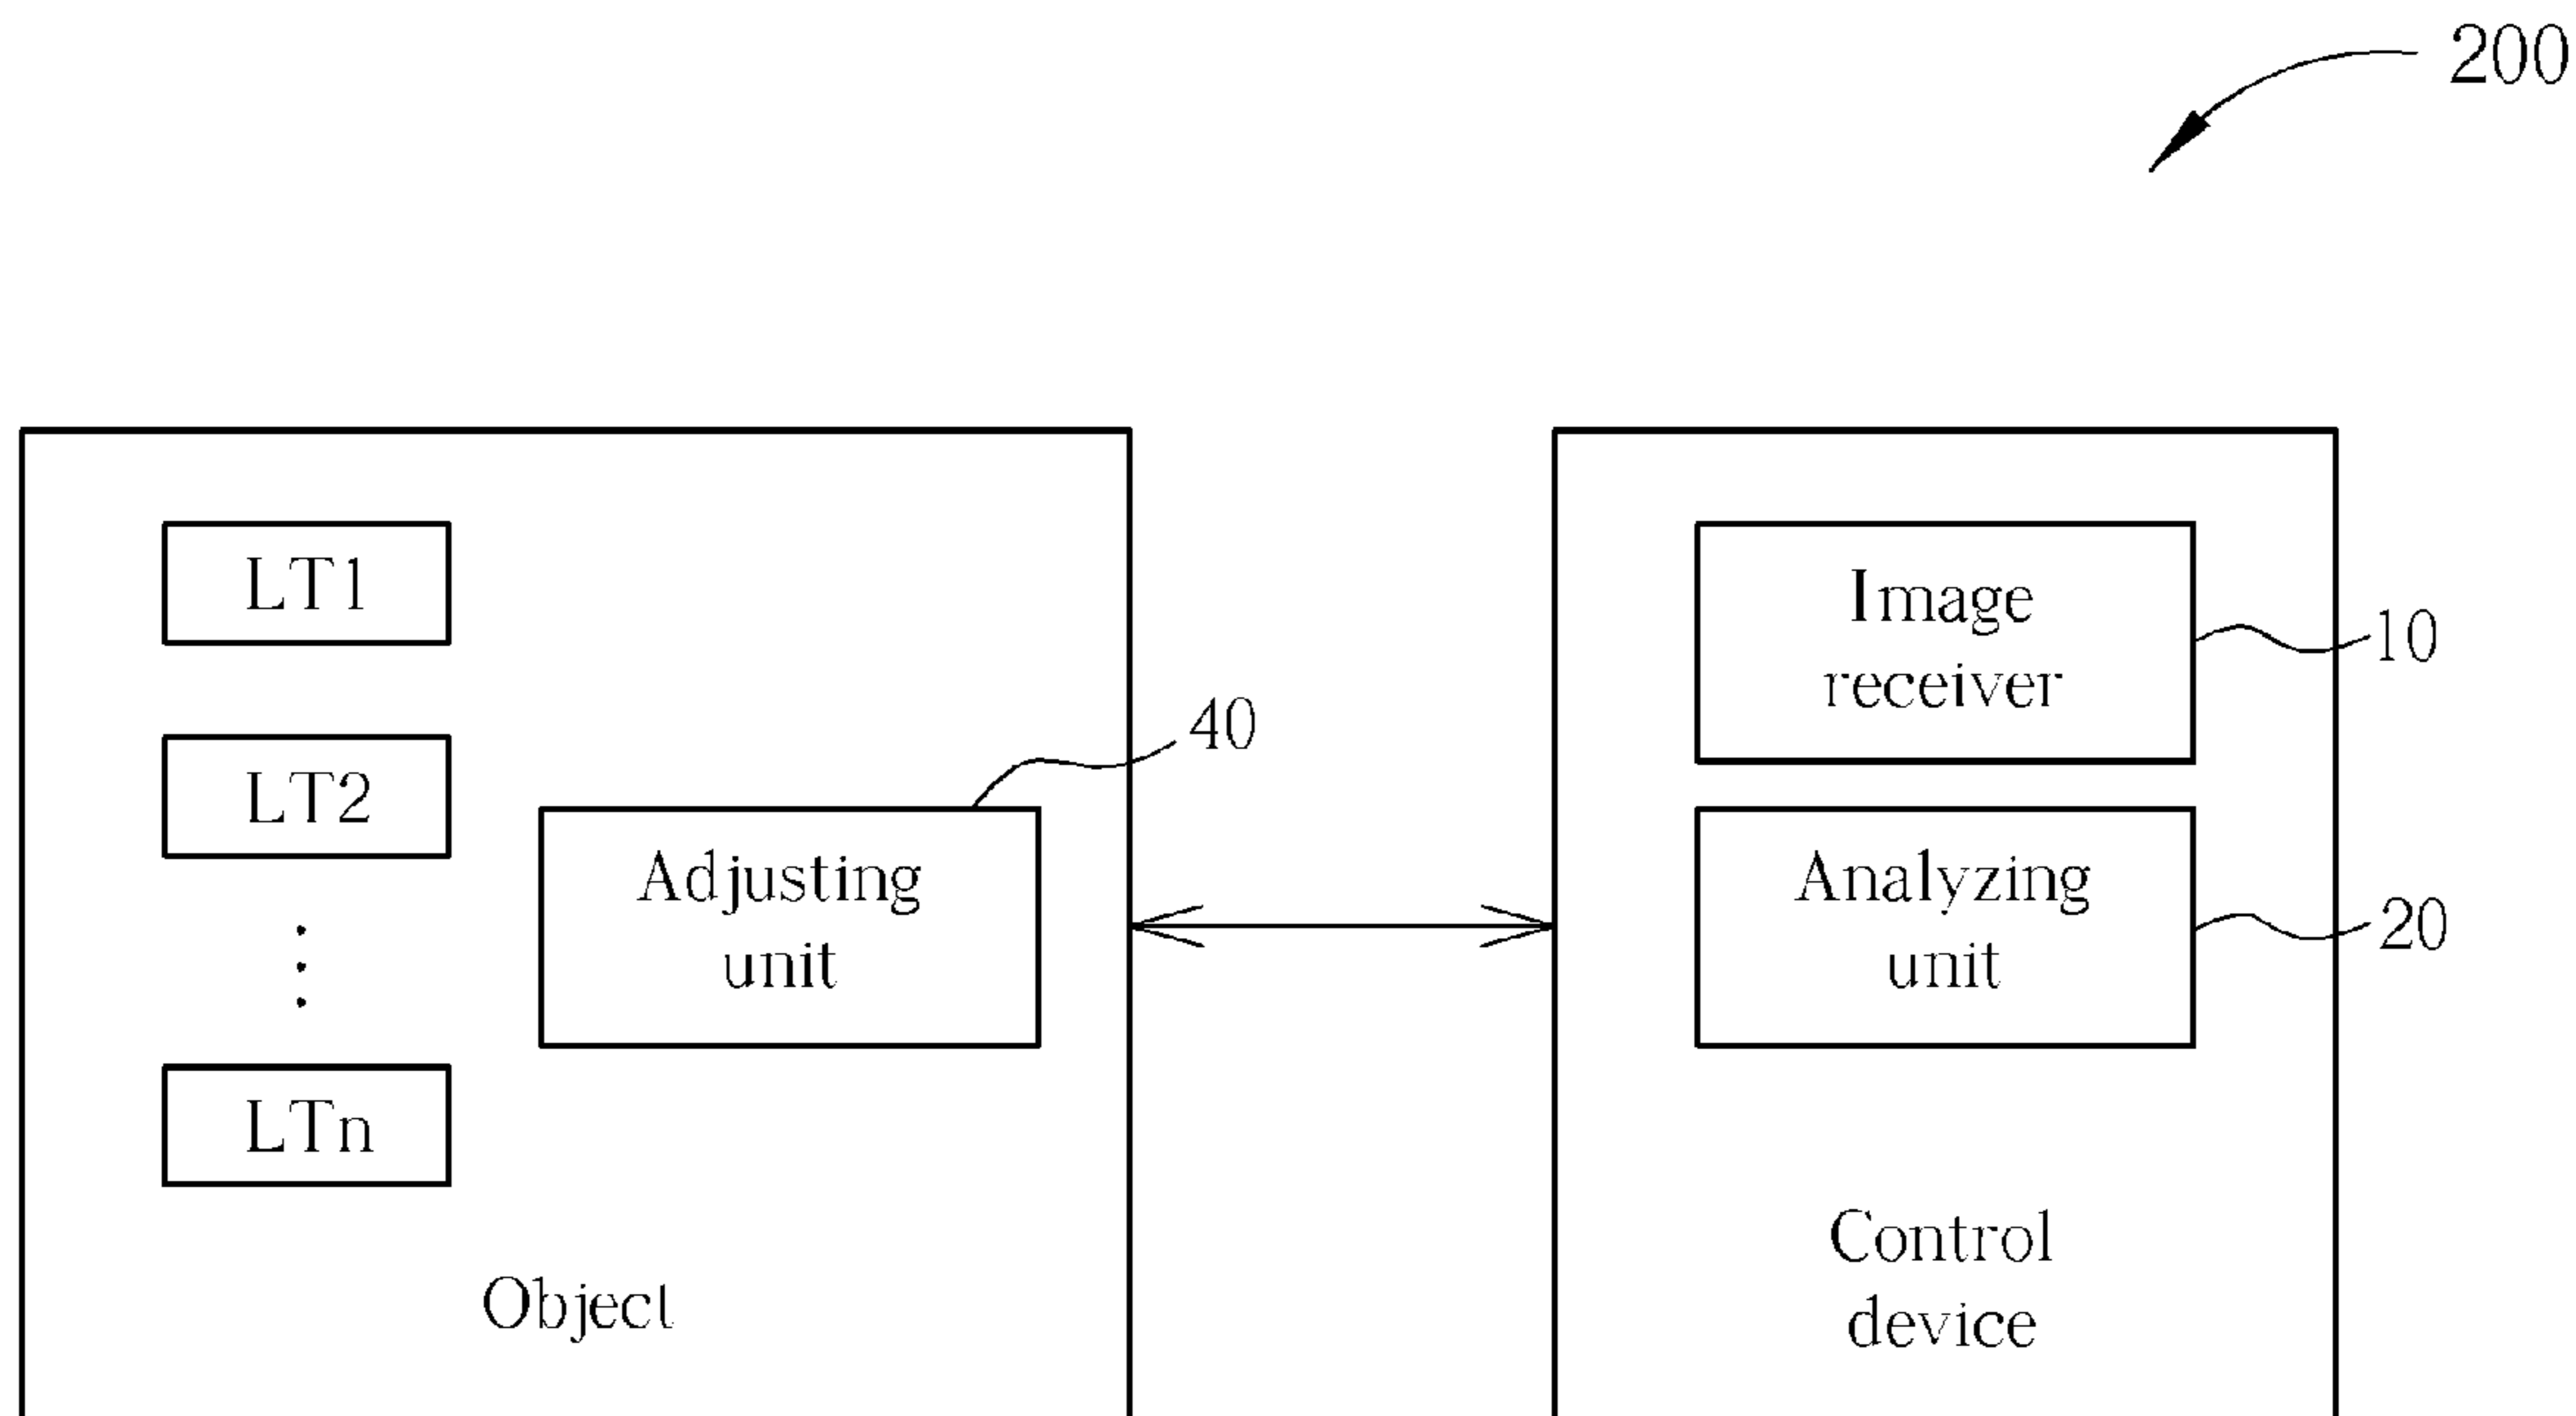 200
LT1
LT2
LTn
40
Adjusting
unit
Object
Image
receiver
10
Analyzing
unit
20
Control
device